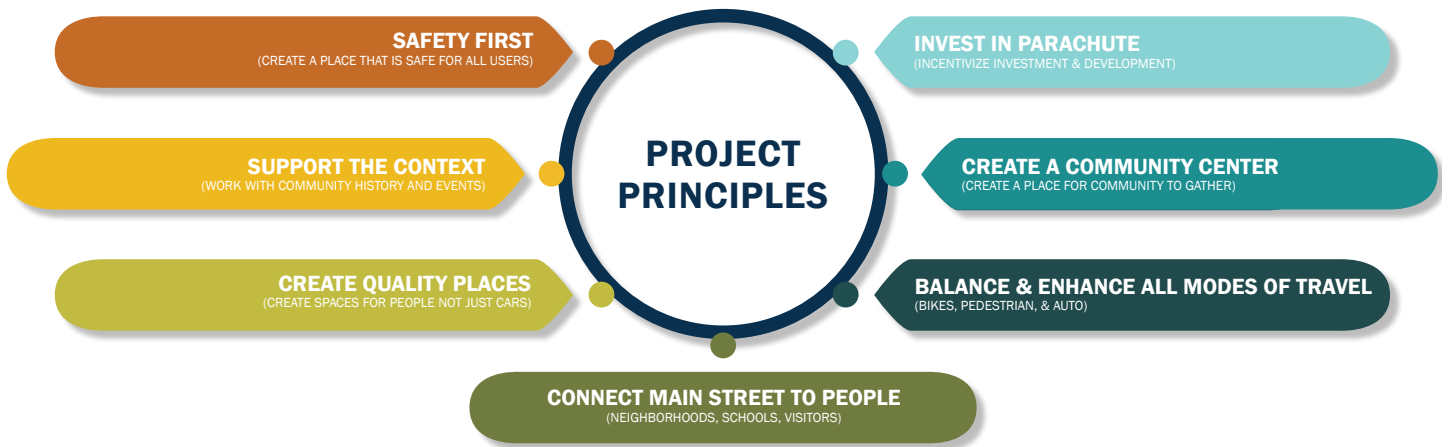 PROJECT
PRINCIPLES
SAFETY FIRST
(CREATE A PLACE THAT IS SAFE FOR ALL USERS)
SUPPORT THE CONTEXT
(WORK WITH COMMUNITY HISTORY AND EVENTS)
CREATE QUALITY PLACES
(CREATE SPACES FOR PEOPLE NOT JUST CARS)
INVEST IN PARACHUTE
(INCENTIVIZE INVESTMENT & DEVELOPMENT)
CREATE A COMMUNITY CENTER
(CREATE A PLACE FOR COMMUNITY TO GATHER)
BALANCE & ENHANCE ALL MODES OF TRAVEL
(BIKES, PEDESTRIAN, & AUTO)
CONNECT MAIN STREET TO PEOPLE
(NEIGHBORHOODS, SCHOOLS, VISITORS)